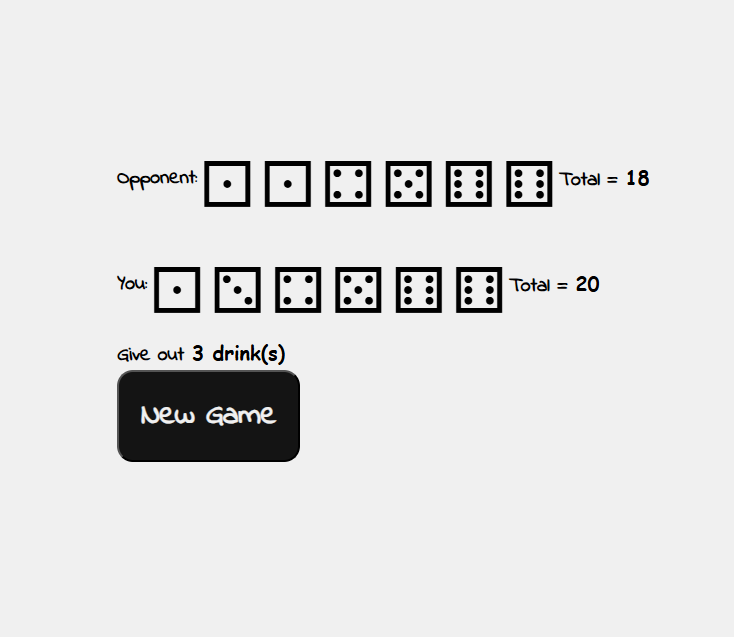 Opponent: Total = 18
You: Total = 20
Give out 3 drink(s)
New Game